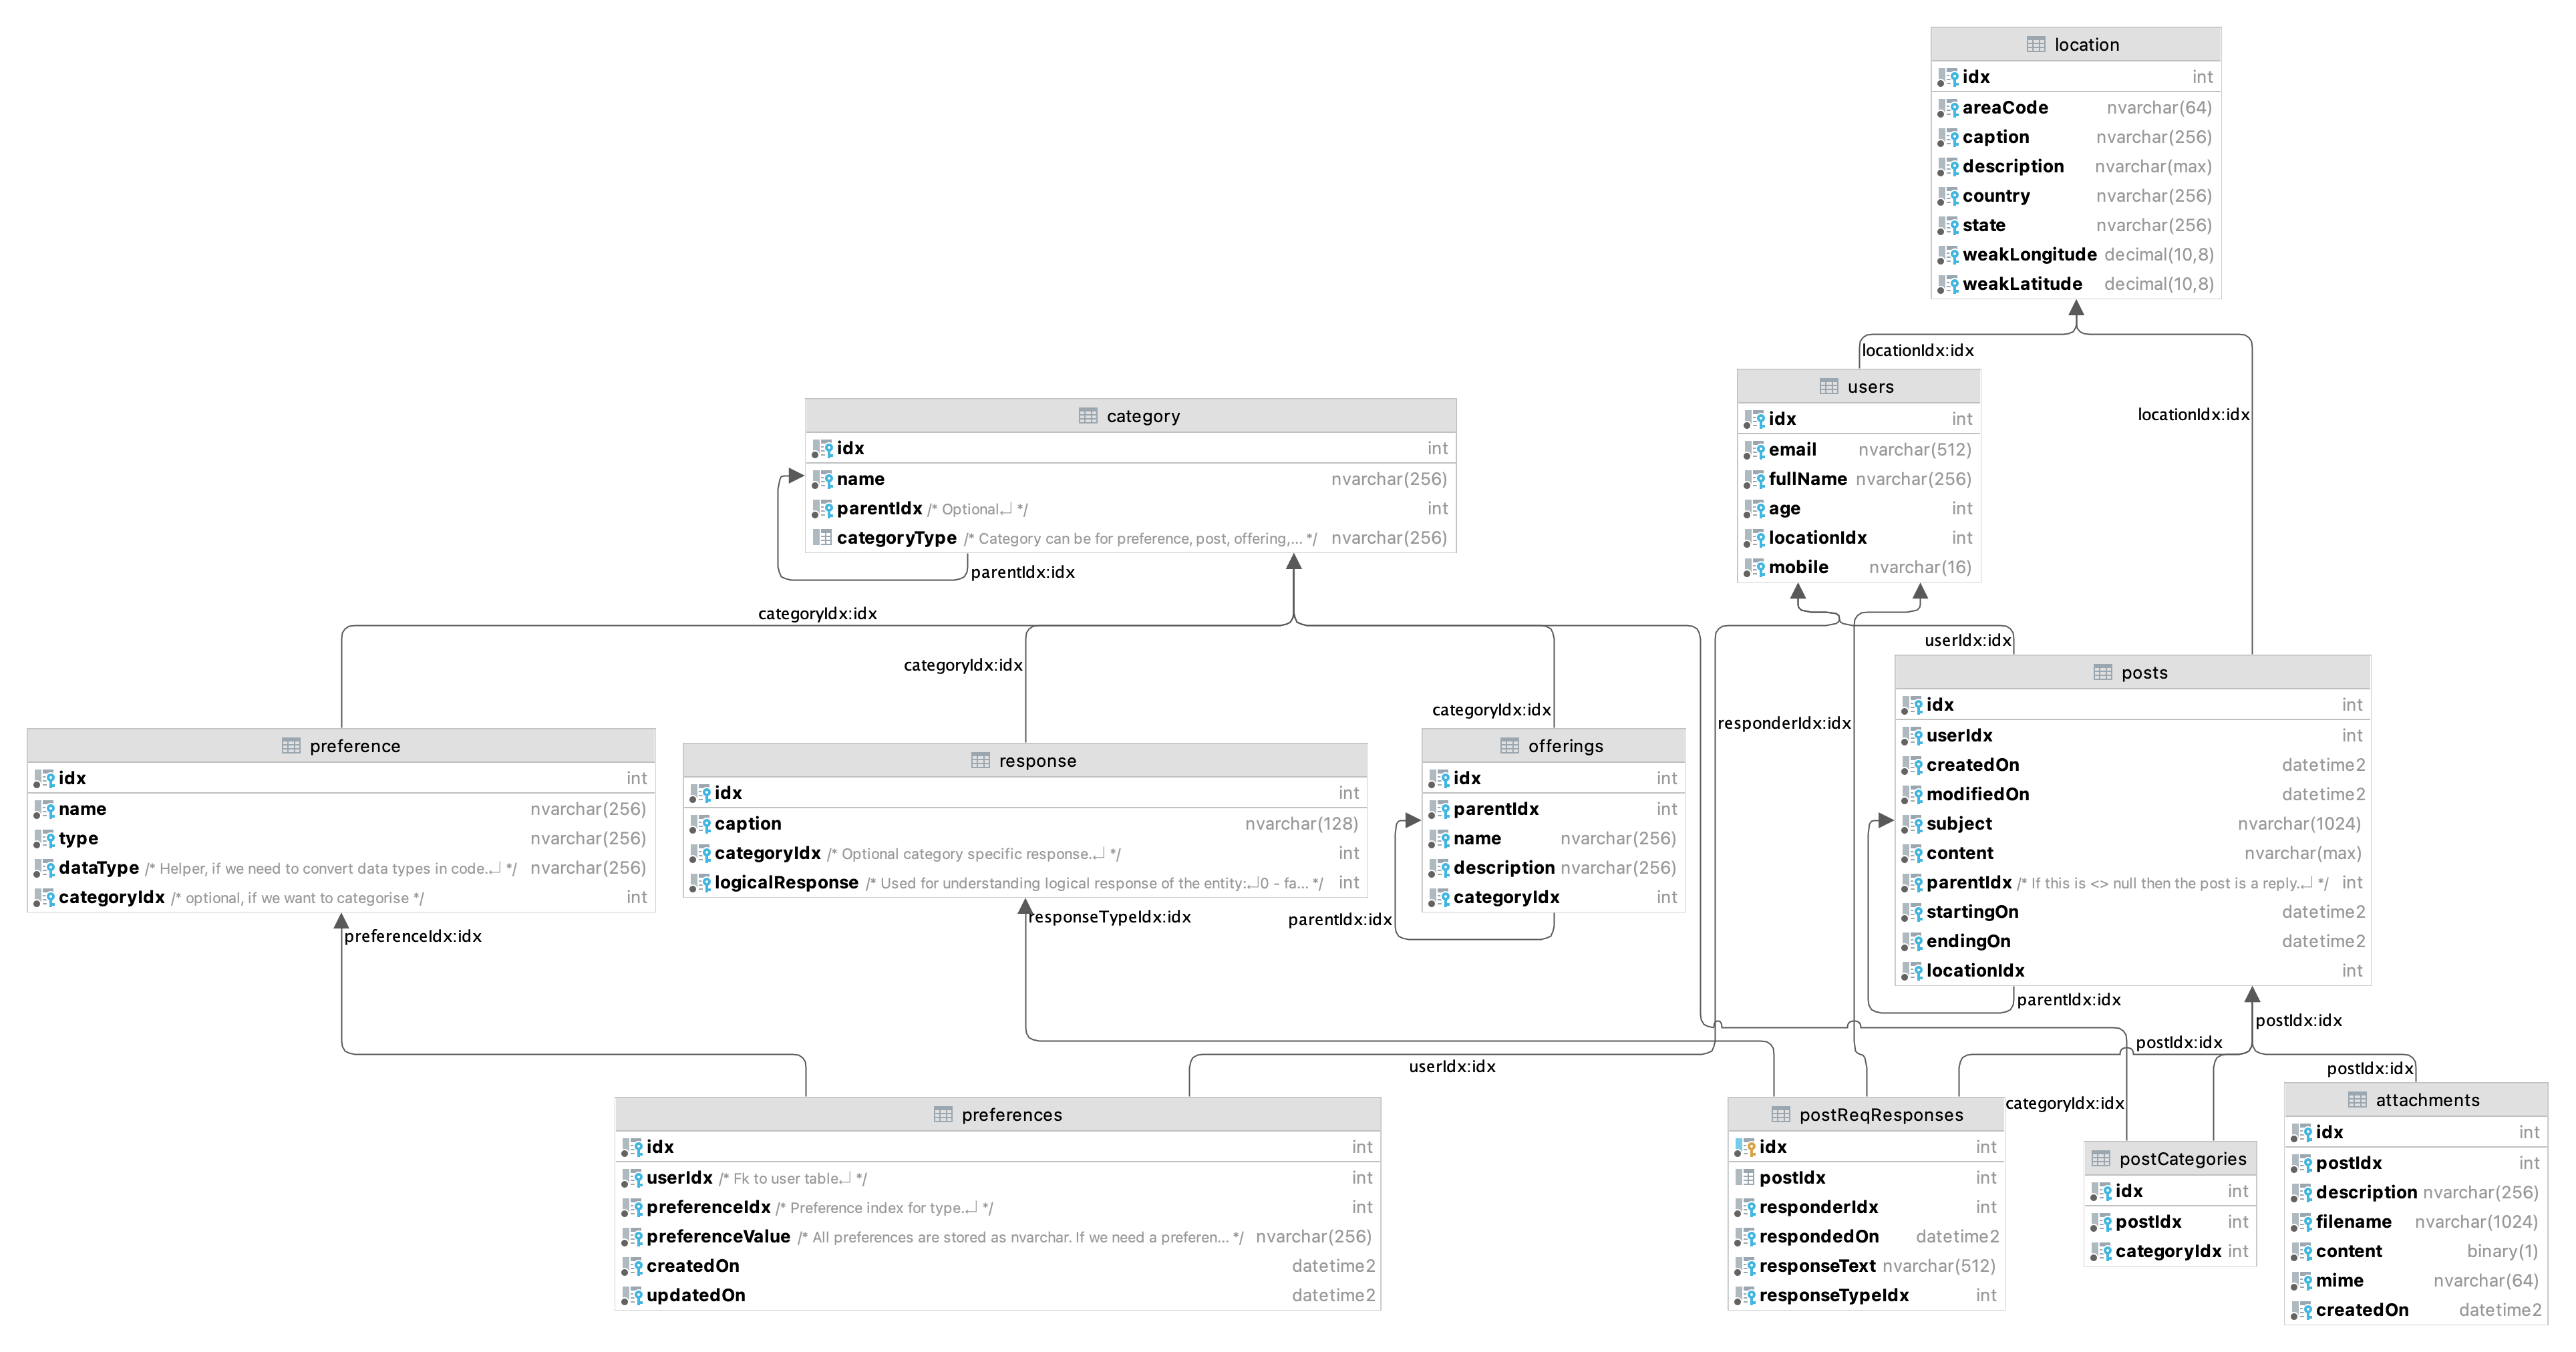 location
idx int
areaCode nvarchar(64)
caption nvarchar(256)
description nvarchar(max)
country nvarchar(256)
state nvarchar(256)
weakLongitude decimal(10,8)
weakLatitude decimal(10,8)
locationIdx:idx
locationIdx:idx
users
idx int
email nvarchar(512)
fullName nvarchar(256)
age int
locationIdx int
mobile nvarchar(16)
category
idx int
name nvarchar(256)
parentIdx /* Optional↵ */ int
categoryType /* Category can be for preference, post, offering,... */ nvarchar(256)
parentIdx:idx
categoryIdx:idx
categoryIdx:idx
categoryIdx:idx
responderIdx:idx
userIdx:idx
preference
idx int
name nvarchar(256)
type nvarchar(256)
dataType /* Helper, if we need to convert data types in code.↵ */ nvarchar(256)
categoryIdx /* optional, if we want to categorise */ int
preferenceIdx:idx
response
idx int
caption nvarchar(128)
categoryIdx /* Optional category specific response.↵ */ int
logicalResponse /* Used for understanding logical response of the entity:↵0 - fa... */ int
responseTypeIdx:idx
offerings
idx int
parentIdx int
name nvarchar(256)
description nvarchar(256)
categoryIdx int
parentIdx:idx
posts
idx int
userIdx int
createdOn datetime2
modifiedOn datetime2
subject nvarchar(1024)
content nvarchar(max)
parentIdx /* If this is <> null then the post is a reply.↵ */ int
startingOn datetime2
endingOn datetime2
locationIdx int
parentIdx:idx
postIdx:idx
postIdx:idx
postIdx:idx
userIdx:idx
categoryIdx:idx
preferences
idx int
userIdx /* Fk to user table↵ */ int
preferenceIdx /* Preference index for type.↵ */ int
preferenceValue /* All preferences are stored as nvarchar. If we need a preferen... */ nvarchar(256)
createdOn datetime2
updatedOn datetime2
postReqResponses
idx int
postIdx int
responderIdx int
respondedOn datetime2
responseText nvarchar(512)
responseTypeIdx int
postCategories
idx int
postIdx int
categoryIdx int
attachments
idx int
postIdx int
description nvarchar(256)
filename nvarchar(1024)
content binary(1)
mime nvarchar(64)
createdOn datetime2